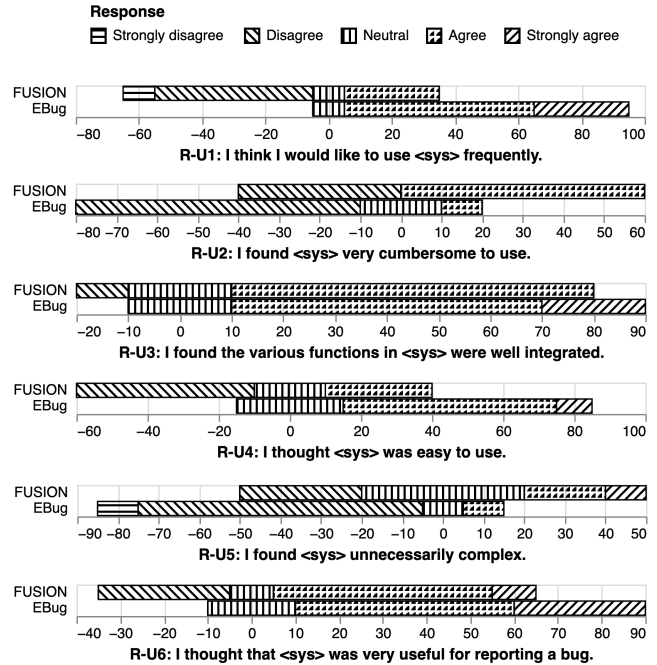 Response
Strongly disagree Disagree Neutral Agree Strongly agree
FUSION
EBug
−80 −60 −40 −20 0 20 40 60 80 100
R-U1: I think I would like to use <sys> frequently.
FUSION
EBug
−80 −70 −60 −50 −40 −30 −20 −10 0 10 20 30 40 50 60
R-U2: I found <sys> very cumbersome to use.
FUSION
EBug
−20 −10 0 10 20 30 40 50 60 70 80 90
R-U3: I found the various functions in <sys> were well integrated.
FUSION
EBug
−60 −40 −20 0 20 40 60 80 100
R-U4: I thought <sys> was easy to use.
FUSION
EBug
−90 −80 −70 −60 −50 −40 −30 −20 −10 0 10 20 30 40 50
R-U5: I found <sys> unnecessarily complex.
FUSION
EBug
−40 −30 −20 −10 0 10 20 30 40 50 60 70 80 90
R-U6: I thought that <sys> was very useful for reporting a bug.